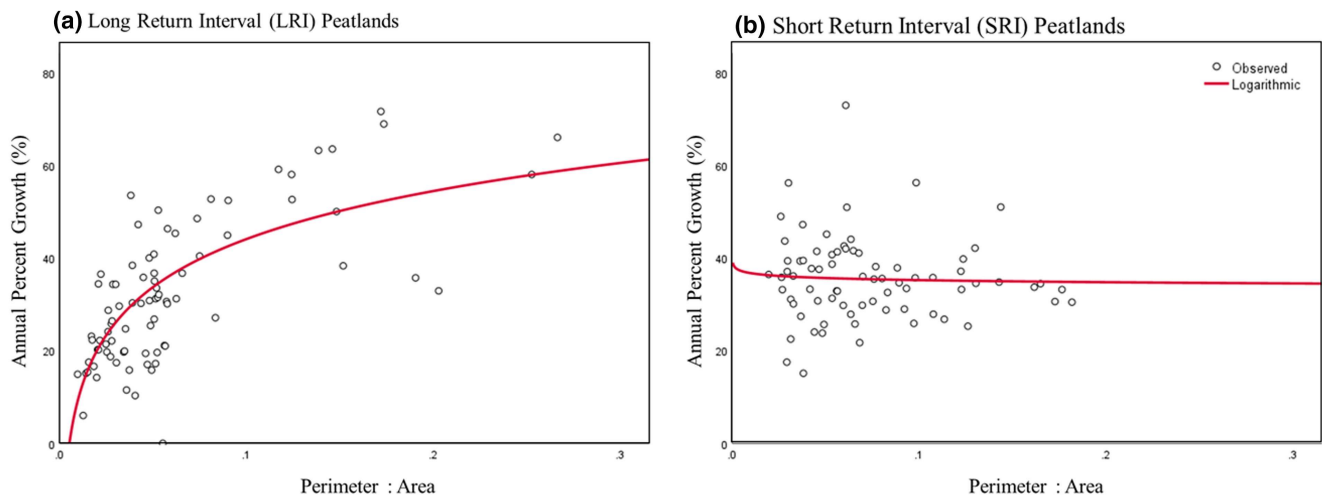 (a) Long Return Interval (LRI) Peatlands
Annual Percent Growth (%)
80
60
40
20
0
.0 .1 .2 .3
Perimeter : Area
(b) Short Return Interval (SRI) Peatlands
Observed
Logarithmic
Annual Percent Growth (%)
80
60
40
20
0
.0 .1 .2 .3
Perimeter : Area